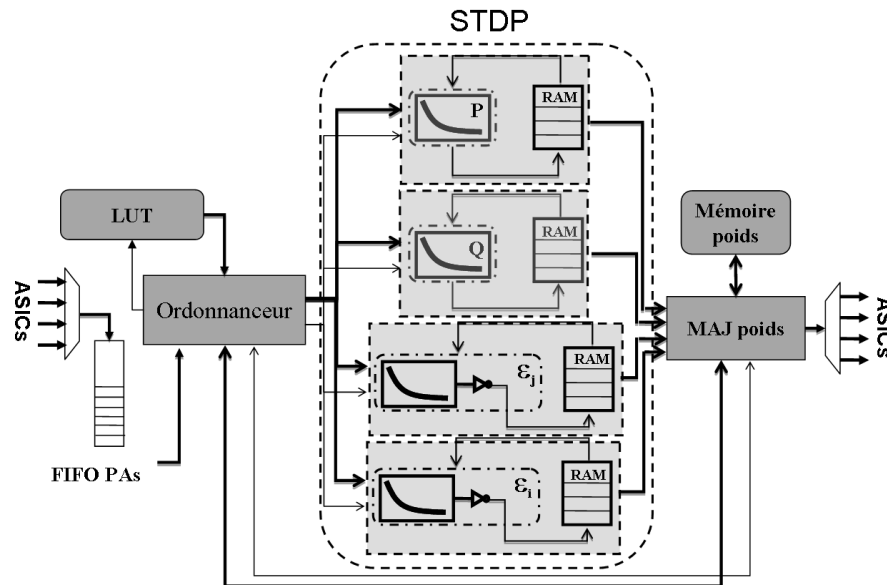 STDP
P
RAM
LUT
Q
RAM
Mémoire
poids
ASICs
Ordonnanceur
MAJ poids
ASICs
εj
RAM
FIFO PAs
εi
RAM